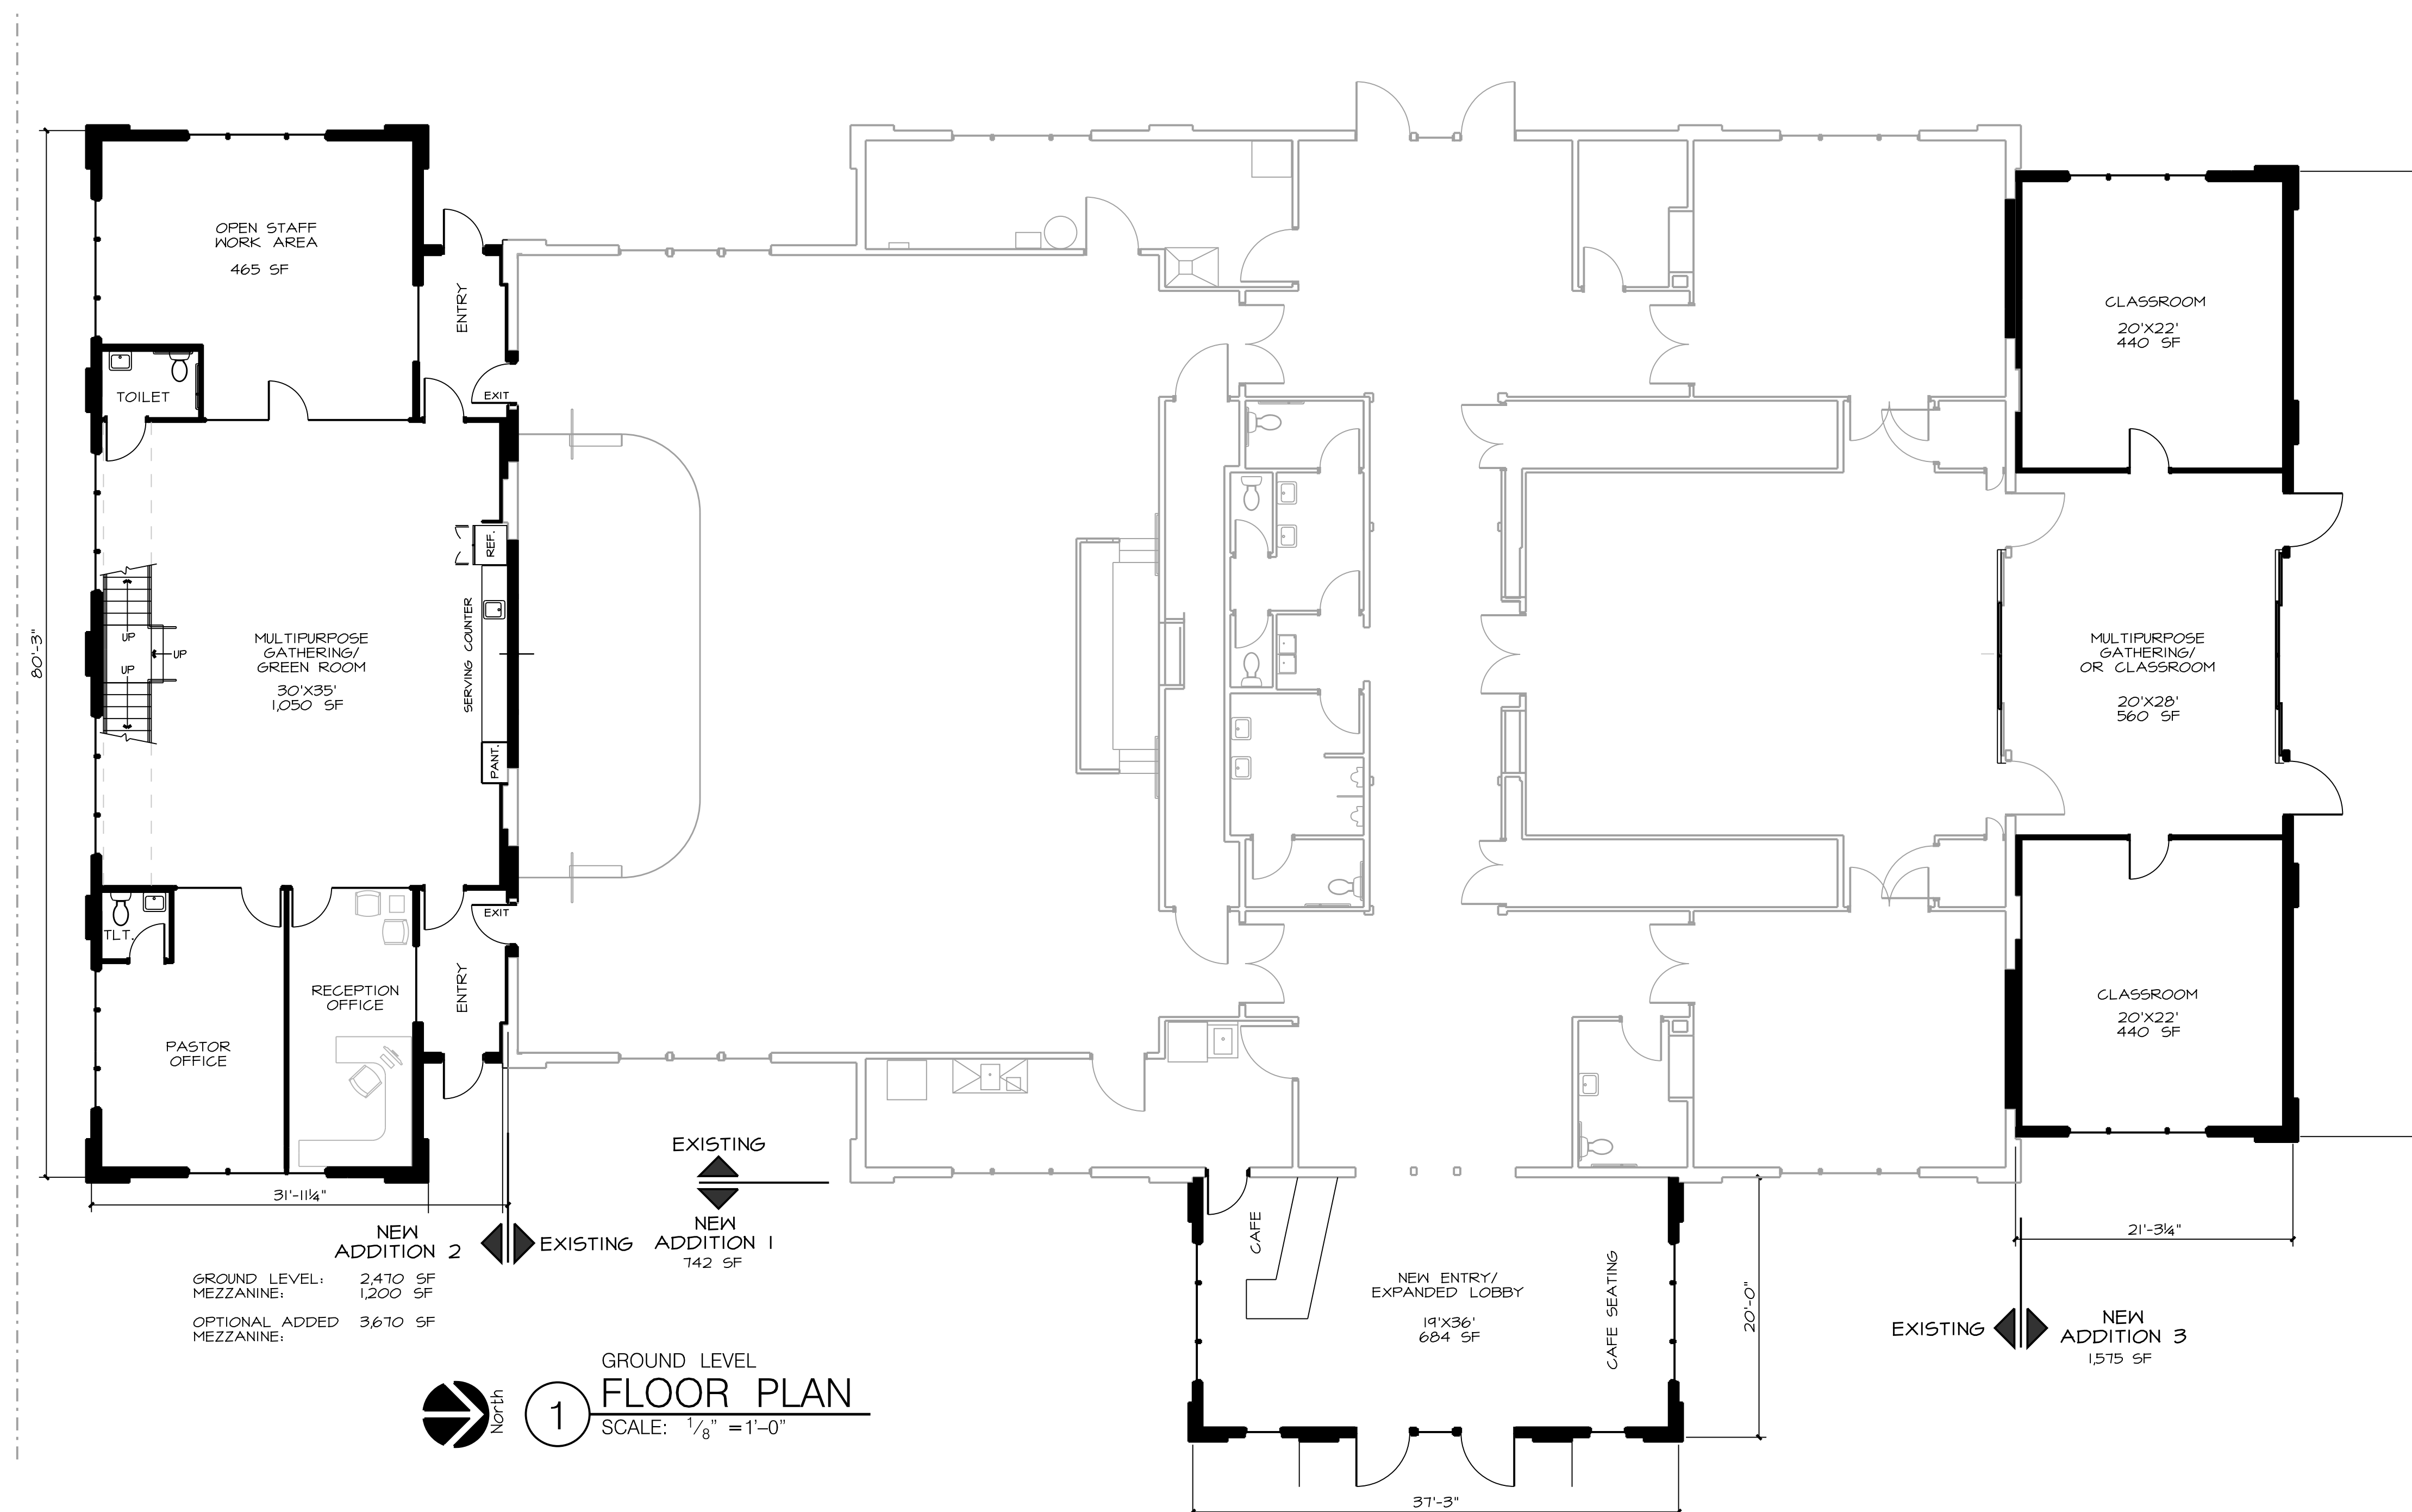 OPEN STAFF
WORK AREA
465 SF
ENTRY
CLASSROOM
20'X22'
440 SF
TOILET
EXIT
80'-3"
REF.
SERVING COUNTER
UP
UP
UP
MULTIPURPOSE
GATHERING/
GREEN ROOM
30'X35'
1,050 SF
PANT.
MULTIPURPOSE
GATHERING/
OR CLASSROOM
20'X28'
560 SF
TLT.
EXIT
RECEPTION
OFFICE
ENTRY
PASTOR
OFFICE
CLASSROOM
20'X22'
440 SF
31'-11¼"
EXISTING
NEW
ADDITION 1
742 SF
NEW
ADDITION 2
EXISTING
GROUND LEVEL: 2,470 SF
MEZZANINE: 1,200 SF
OPTIONAL ADDED 3,670 SF
MEZZANINE:
CAFE
NEW ENTRY/
EXPANDED LOBBY
19'X36'
684 SF
CAFE SEATING
20'-0"
21'-3¼"
EXISTING
NEW
ADDITION 3
1,575 SF
North
1
GROUND LEVEL
FLOOR PLAN
SCALE: 1/8" =1'-0"
37'-3"